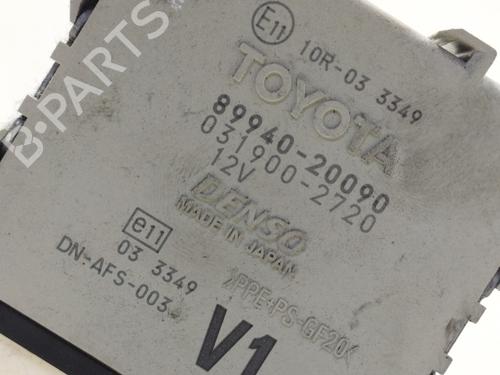 E11
10R-03 3349
TOYOTA
89940-20090
031900-2720
12V
DENSO
MADE IN JAPAN
e11
03 3349
DN-AFS-003
>PPE+PS-GF20<
V1
B-PARTS